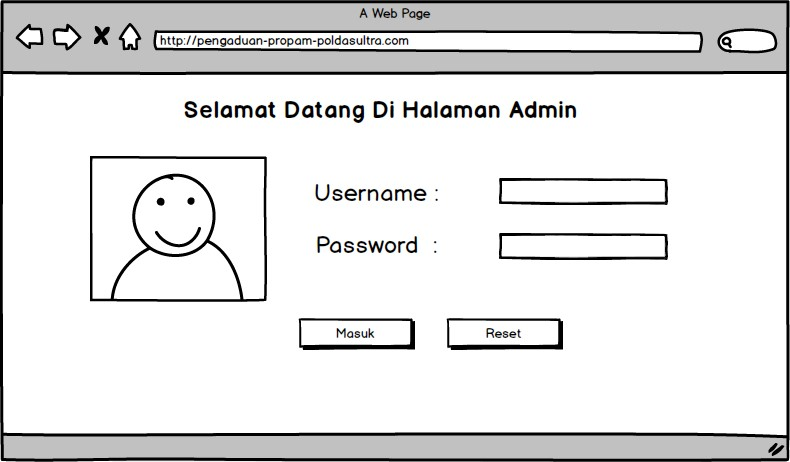 A Web Page
http://pengaduan-propam-poldasultra.com
Selamat Datang Di Halaman Admin
Username :
Password :
Masuk
Reset